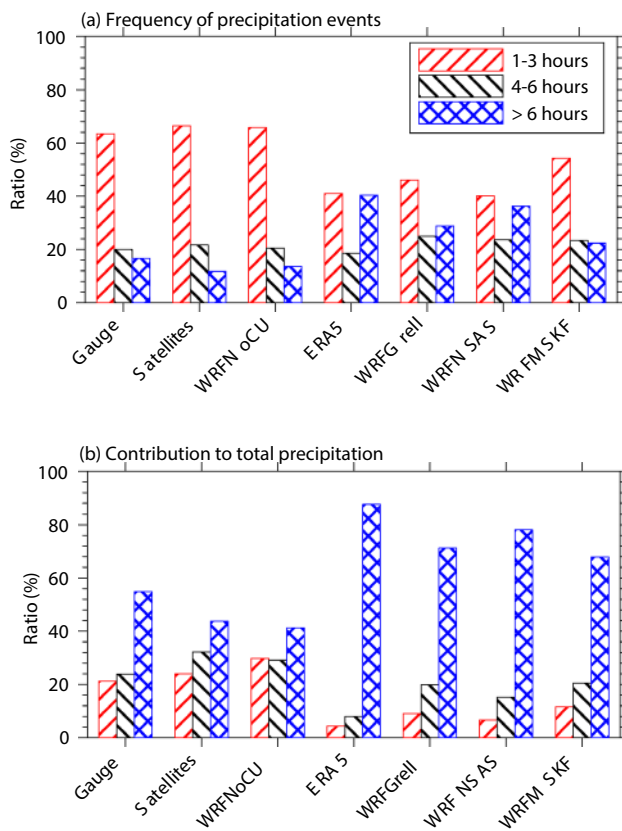 (a) Frequency of precipitation events
100
80
60
40
20
0
Ratio (%)
1-3 hours
4-6 hours
> 6 hours
Gauge
S atellites
WRFN oCU
E RA5
WRFG rell
WRFN SA S
WR FM S KF
(b) Contribution to total precipitation
100
80
60
40
20
0
Ratio (%)
Gauge
S atellites
WRFNoCU
E RA 5
WRFGrell
WRF NS AS
WRFM S KF